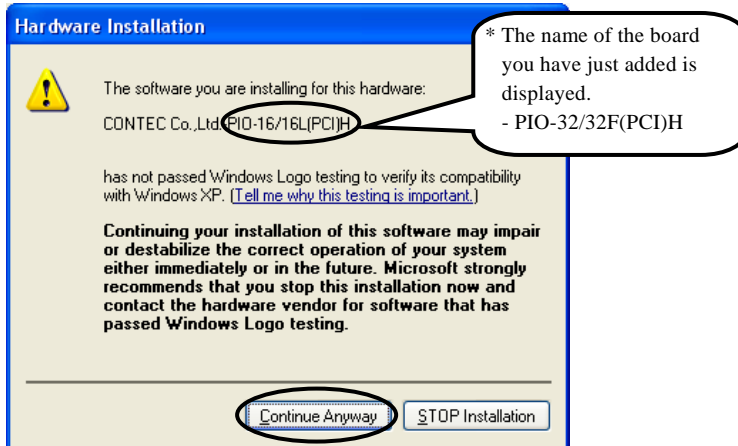 Hardware Installation
* The name of the board
you have just added is
displayed.
- PIO-32/32F(PCI)H
The software you are installing for this hardware:
CONTEC Co.,Ltd. PIO-16/16L(PCI)H
has not passed Windows Logo testing to verify its compatibility
with Windows XP. (Tell me why this testing is important.)
Continuing your installation of this software may impair
or destabilize the correct operation of your system
either immediately or in the future. Microsoft strongly
recommends that you stop this installation now and
contact the hardware vendor for software that has
passed Windows Logo testing.
Continue Anyway
STOP Installation